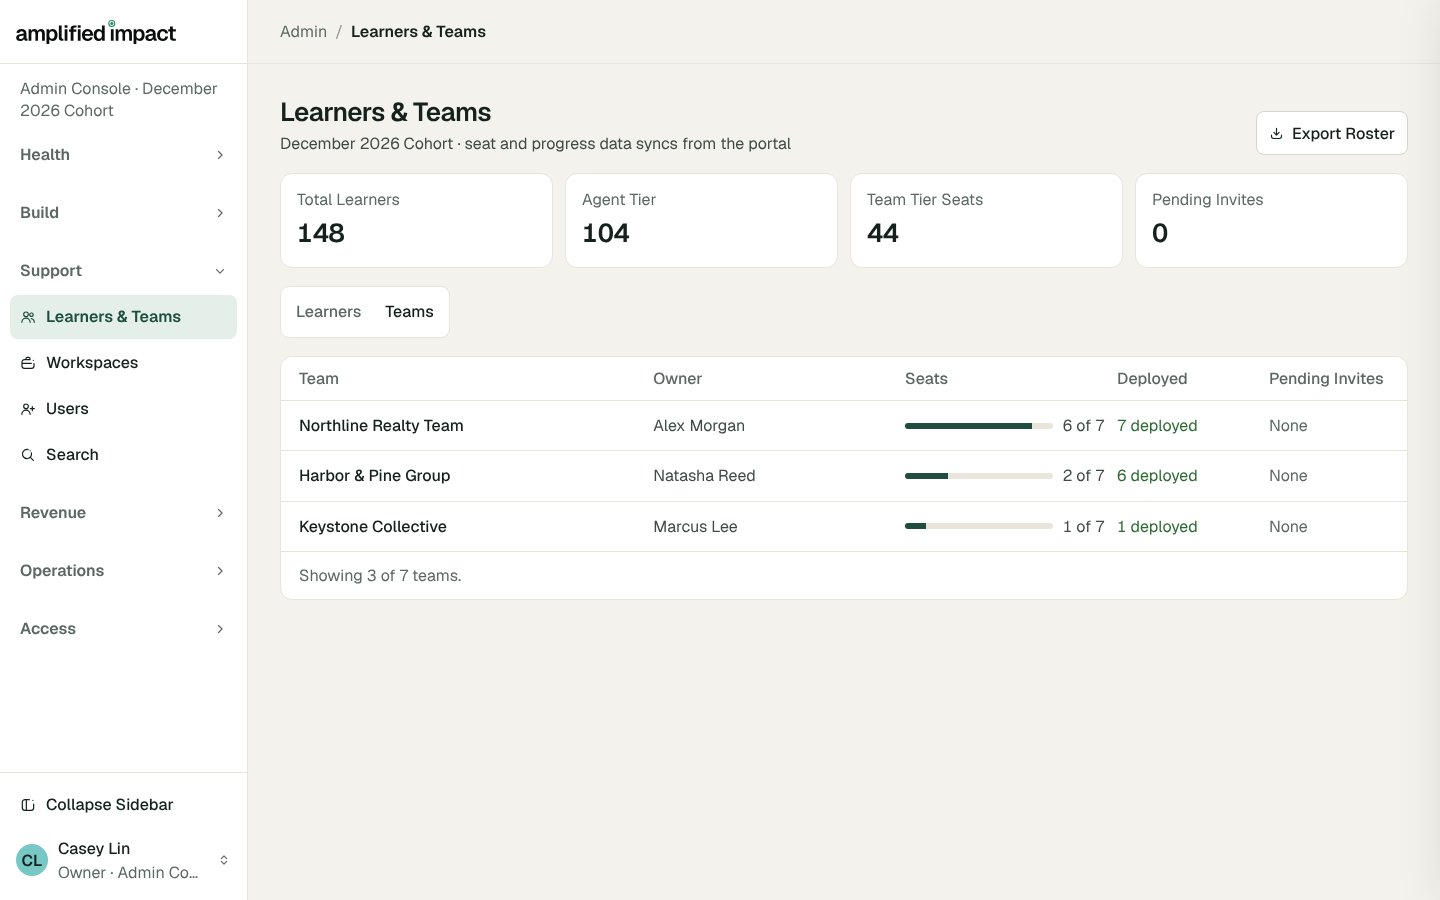 amplified impact
Admin / Learners & Teams
Admin Console · December
2026 Cohort
Health
Build
Support
Learners & Teams
Workspaces
Users
Search
Revenue
Operations
Access
Collapse Sidebar
CL
Casey Lin
Owner · Admin Co...
Learners & Teams
December 2026 Cohort · seat and progress data syncs from the portal
Export Roster
Total Learners
148
Agent Tier
104
Team Tier Seats
44
Pending Invites
0
Learners Teams
Team Owner Seats Deployed Pending Invites
Northline Realty Team Alex Morgan 6 of 7 7 deployed None
Harbor & Pine Group Natasha Reed 2 of 7 6 deployed None
Keystone Collective Marcus Lee 1 of 7 1 deployed None
Showing 3 of 7 teams.